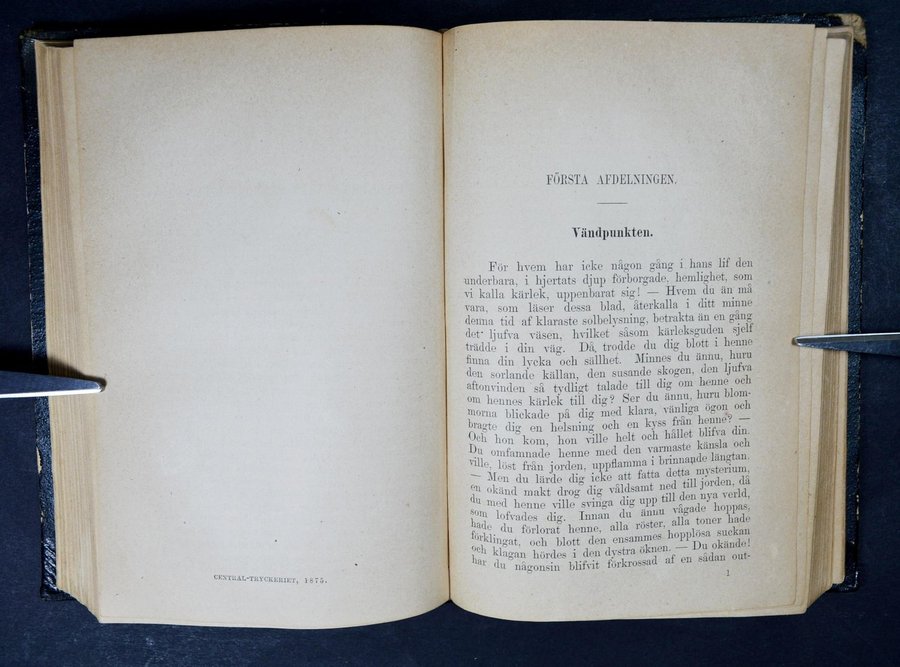 CENTRAL-TRYCKERIET, 1875.
FÖRSTA AFDELNINGEN.
Vändpunkten.
För hvem har icke någon gång i hans lif den
underbara, i hjertats djup förborgade, hemlighet, som
vi kalla kärlek, uppenbarat sig! — Hvem du än må
vara, som läser dessa blad, återkalla i ditt minne
denna tid af klaraste solbelysning, betrakta än en gång
det ljufva väsen, hvilket såsom kärleksguden sjelf
trädde i din väg. Då trodde du dig blott i henne
finna din lycka och sällhet. Minnes du ännu, huru
den sorlande källan, den susande skogen, den ljufva
aftonvinden så tydligt talade till dig om henne och
om hennes kärlek till dig? Ser du ännu, huru blom-
morna blickade på dig med klara, vänliga ögon och
bragte dig en helsning och en kyss från henne? —
Och hon kom, hon ville helt och hållet blifva din.
Du omfamnade henne med den varmaste känsla och
ville, löst från jorden, uppflamma i brinnande längtan.
— Men du lärde dig icke att fatta detta mysterium,
en okänd makt drog dig våldsamt ned till jorden, då
du med henne ville svinga dig upp till den nya verld,
som lofvades dig. Innan du ännu vågade hoppas,
hade du förlorat henne, alla röster, alla toner hade
förklingat, och blott den ensammes hopplösa suckan
och klagan hördes i den dystra öknen. — Du okände!
har du någonsin blifvit förkrossad af en sådan out-
1